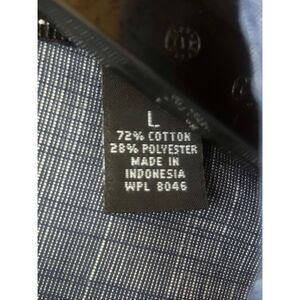 L
72% COTTON
28% POLYESTER
MADE IN
INDONESIA
WPL 8046